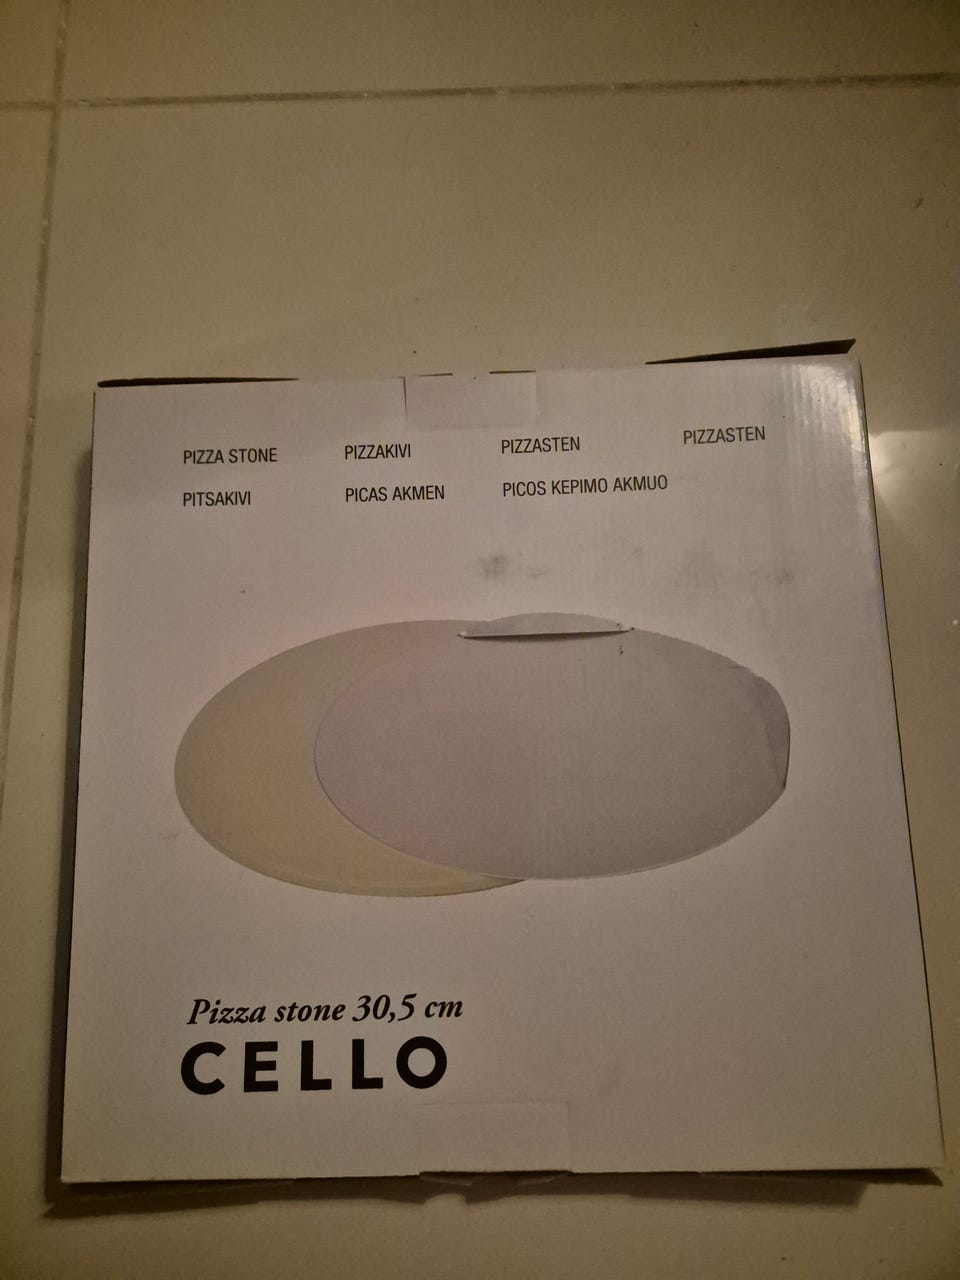 PIZZA STONE PIZZAKIVI PIZZASTEN PIZZASTEN
PITSAKIVI PICAS AKMEN PICOS KEPIMO AKMUO
Pizza stone 30,5 cm
CELLO